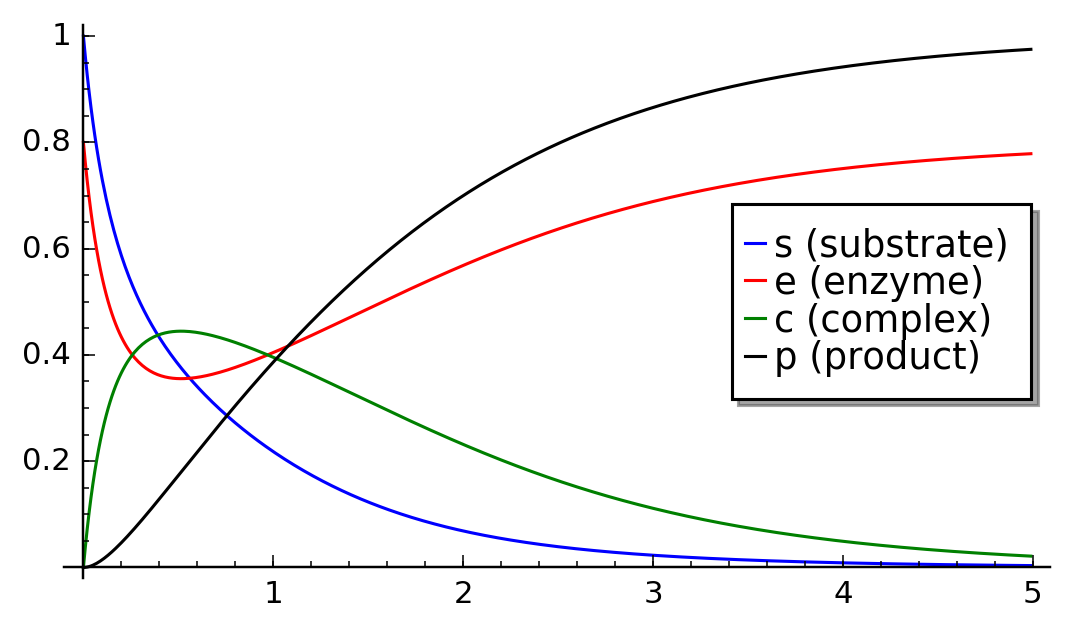 1
0.8
0.6
0.4
0.2
s (substrate)
e (enzyme)
c (complex)
p (product)
1 2 3 4 5